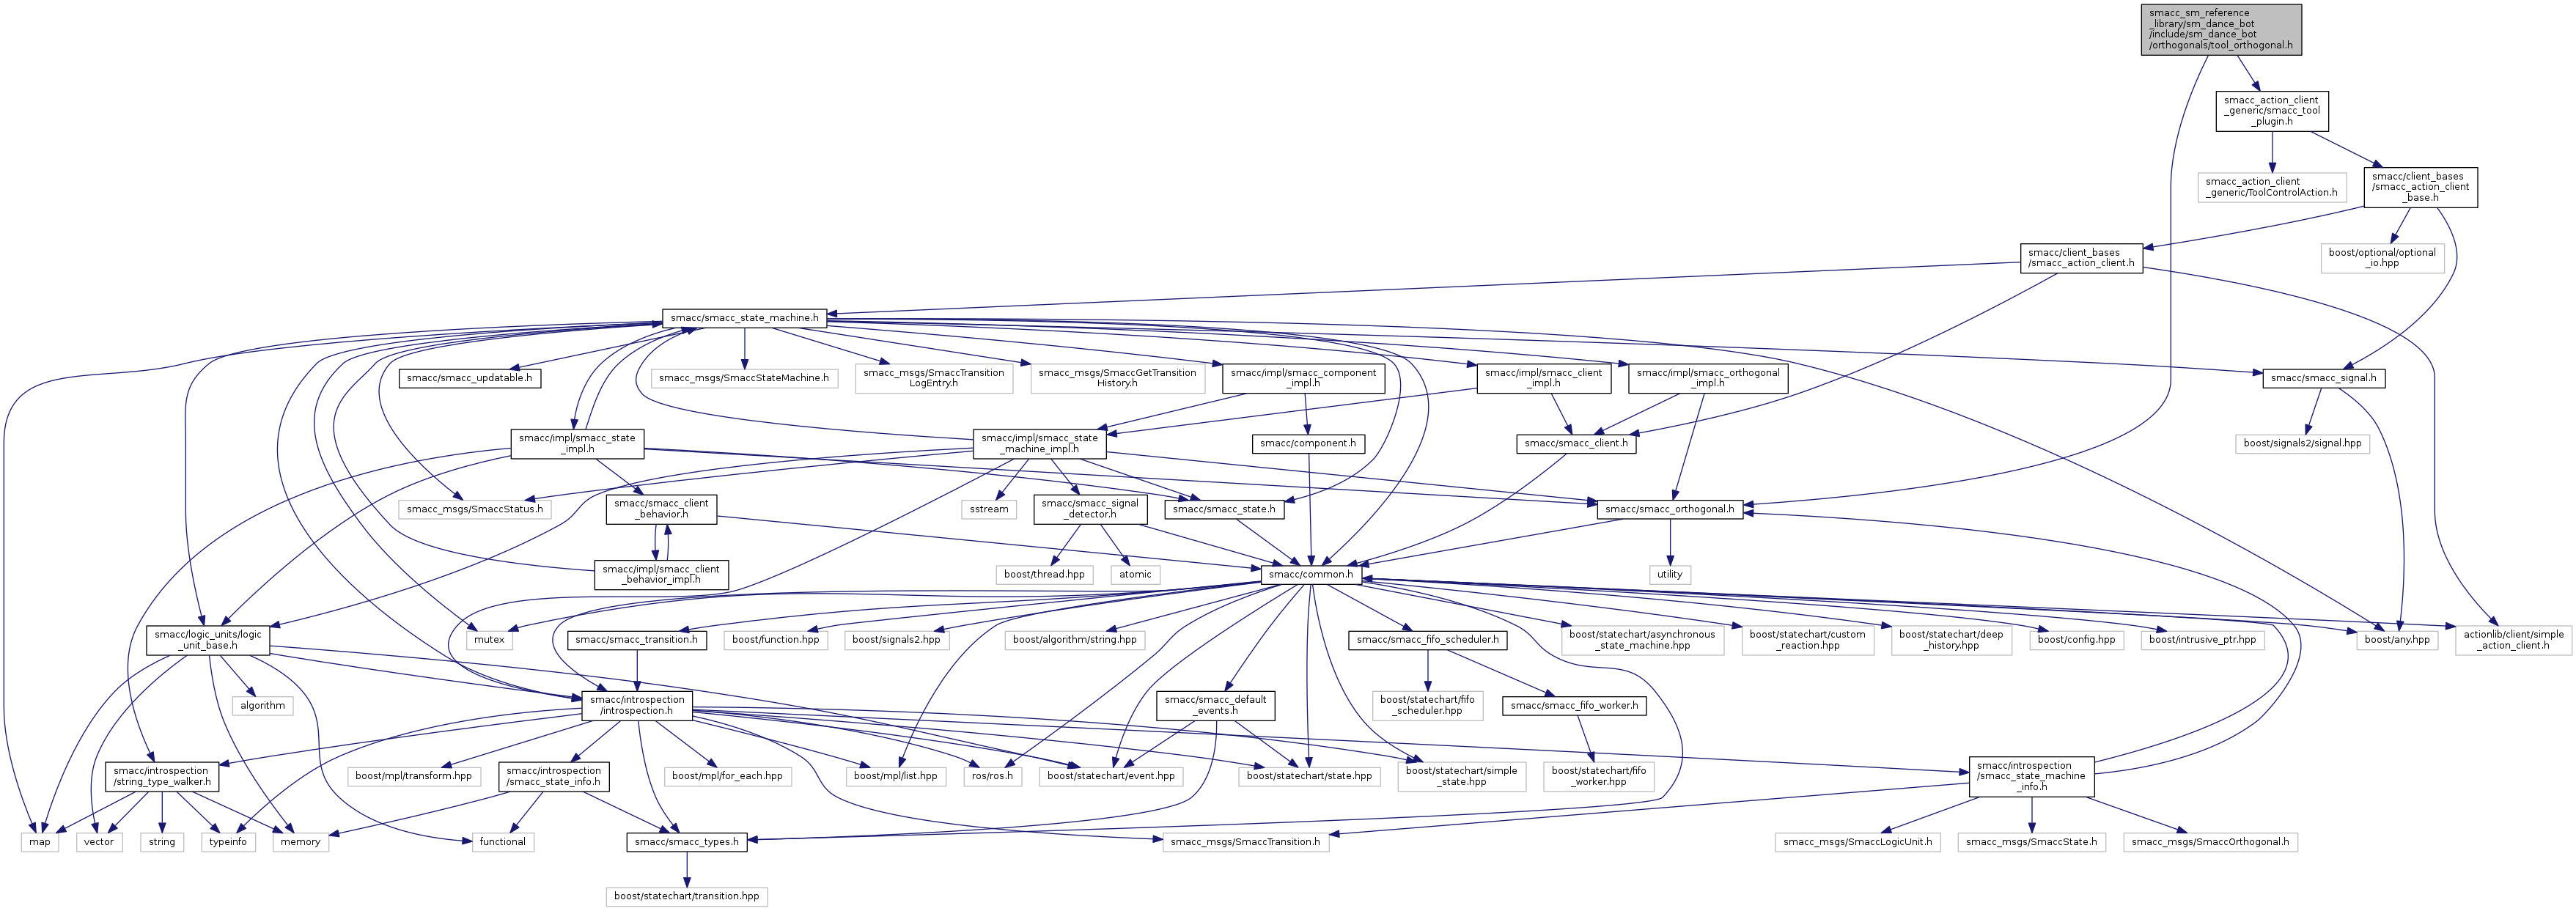 smacc_sm_reference
_library/sm_dance_bot
/include/sm_dance_bot
/orthogonals/tool_orthogonal.h
smacc_action_client
_generic/smacc_tool
_plugin.h
smacc_action_client
_generic/ToolControlAction.h
smacc/client_bases
/smacc_action_client
_base.h
smacc/client_bases
/smacc_action_client.h
boost/optional/optional
_io.hpp
smacc/smacc_state_machine.h
smacc/smacc_updatable.h
smacc_msgs/SmaccStateMachine.h
smacc_msgs/SmaccTransition
LogEntry.h
smacc_msgs/SmaccGetTransition
History.h
smacc/impl/smacc_component
_impl.h
smacc/impl/smacc_client
_impl.h
smacc/impl/smacc_orthogonal
_impl.h
smacc/smacc_signal.h
smacc/impl/smacc_state
_impl.h
smacc/impl/smacc_state
_machine_impl.h
smacc/component.h
smacc/smacc_client.h
boost/signals2/signal.hpp
smacc_msgs/SmaccStatus.h
smacc/smacc_client
_behavior.h
sstream
smacc/smacc_signal
_detector.h
smacc/smacc_state.h
smacc/smacc_orthogonal.h
smacc/impl/smacc_client
_behavior_impl.h
boost/thread.hpp
atomic
smacc/common.h
utility
smacc/logic_units/logic
_unit_base.h
mutex
smacc/smacc_transition.h
boost/function.hpp
boost/signals2.hpp
boost/algorithm/string.hpp
smacc/smacc_fifo_scheduler.h
boost/statechart/asynchronous
_state_machine.hpp
boost/statechart/custom
_reaction.hpp
boost/statechart/deep
_history.hpp
boost/config.hpp
boost/intrusive_ptr.hpp
boost/any.hpp
actionlib/client/simple
_action_client.h
algorithm
smacc/introspection
/introspection.h
smacc/smacc_default
_events.h
boost/statechart/fifo
_scheduler.hpp
smacc/smacc_fifo_worker.h
smacc/introspection
/string_type_walker.h
boost/mpl/transform.hpp
smacc/introspection
/smacc_state_info.h
boost/mpl/for_each.hpp
boost/mpl/list.hpp
ros/ros.h
boost/statechart/event.hpp
boost/statechart/state.hpp
boost/statechart/simple
_state.hpp
boost/statechart/fifo
_worker.hpp
smacc/introspection
/smacc_state_machine
_info.h
map
vector
string
typeinfo
memory
functional
smacc/smacc_types.h
smacc_msgs/SmaccTransition.h
smacc_msgs/SmaccLogicUnit.h
smacc_msgs/SmaccState.h
smacc_msgs/SmaccOrthogonal.h
boost/statechart/transition.hpp